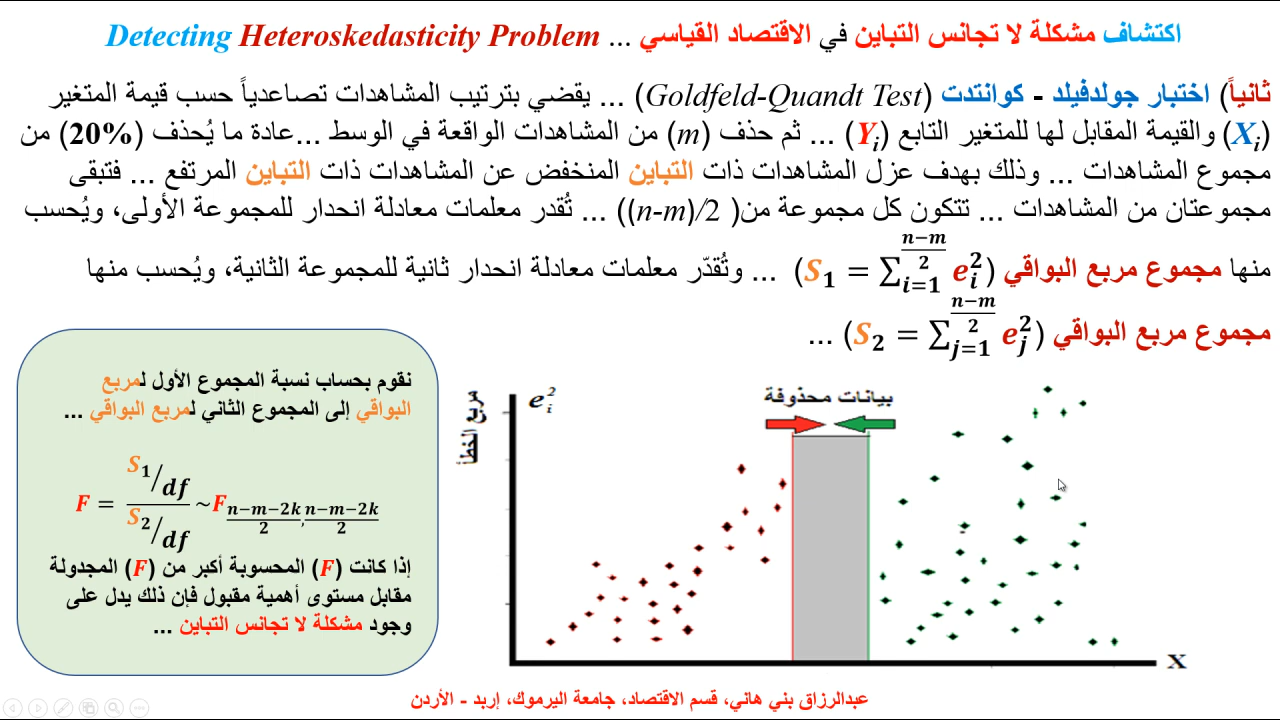 اكتشاف مشكلة لا تجانس التباين في الاقتصاد القياسي ... Detecting Heteroskedasticity Problem
ثانياً) اختبار جولدفيلد - كوانتدت (Goldfeld-Quandt Test) ... يقضي بترتيب المشاهدات تصاعدياً حسب قيمة المتغير
(Xᵢ) والقيمة المقابل لها للمتغير التابع (Yᵢ) ... ثم حذف (m) من المشاهدات الواقعة في الوسط ...عادة ما يُحذف (20%) من
مجموع المشاهدات ... وذلك بهدف عزل المشاهدات ذات التباين المنخفض عن المشاهدات ذات التباين المرتفع ... فتبقى
مجموعتان من المشاهدات ... تتكون كل مجموعة من( (n-m)/2) ... تُقدر معلمات معادلة انحدار للمجموعة الأولى، ويُحسب
منها مجموع مربع البواقي (S₁ = ∑_{i=1}^{\frac{n−m}{2}} e_i^2) ... وتُقدّر معلمات معادلة انحدار ثانية للمجموعة الثانية، ويُحسب منها
مجموع مربع البواقي (S₂ = ∑_{j=1}^{\frac{n−m}{2}} e_j^2) ...
نقوم بحساب نسبة المجموع الأول لمربع
البواقي إلى المجموع الثاني لمربع البواقي ...
F = \frac{S₁/df}{S₂/df} ~F_{\frac{n−m−2k}{2},\frac{n−m−2k}{2}}
إذا كانت (F) المحسوبة أكبر من (F) المجدولة
مقابل مستوى أهمية مقبول فإن ذلك يدل على
وجود مشكلة لا تجانس التباين ...
مربع الخطأ
e_i^2
بيانات محذوفة
X
عبدالرزاق بني هاني، قسم الاقتصاد، جامعة اليرموك، إربد - الأردن